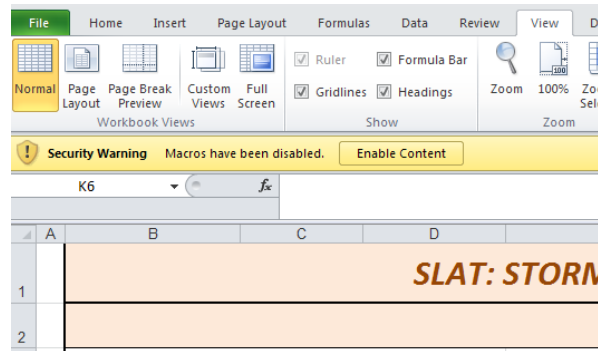 File Home Insert Page Layout Formulas Data Review View
Normal Page Layout Page Break Preview Custom Views Full Screen
Ruler Formula Bar
Gridlines Headings
Zoom 100%
100
Workbook Views Show Zoom
Security Warning Macros have been disabled. Enable Content
K6 fx
A B C D
1 SLAT: STORM
2